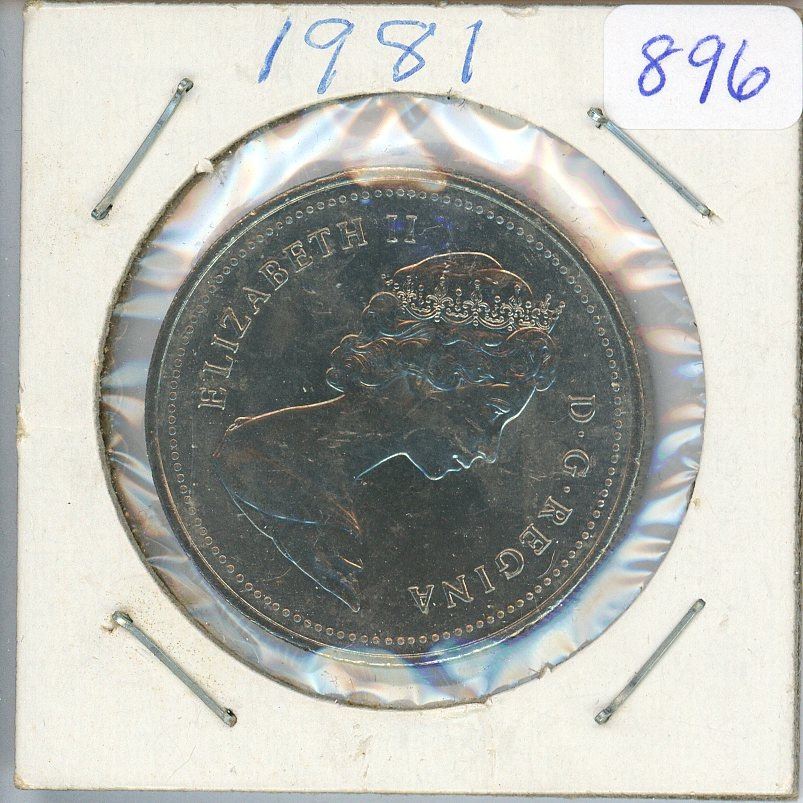 1981
896
ELIZABETH II
D·G·REGINA